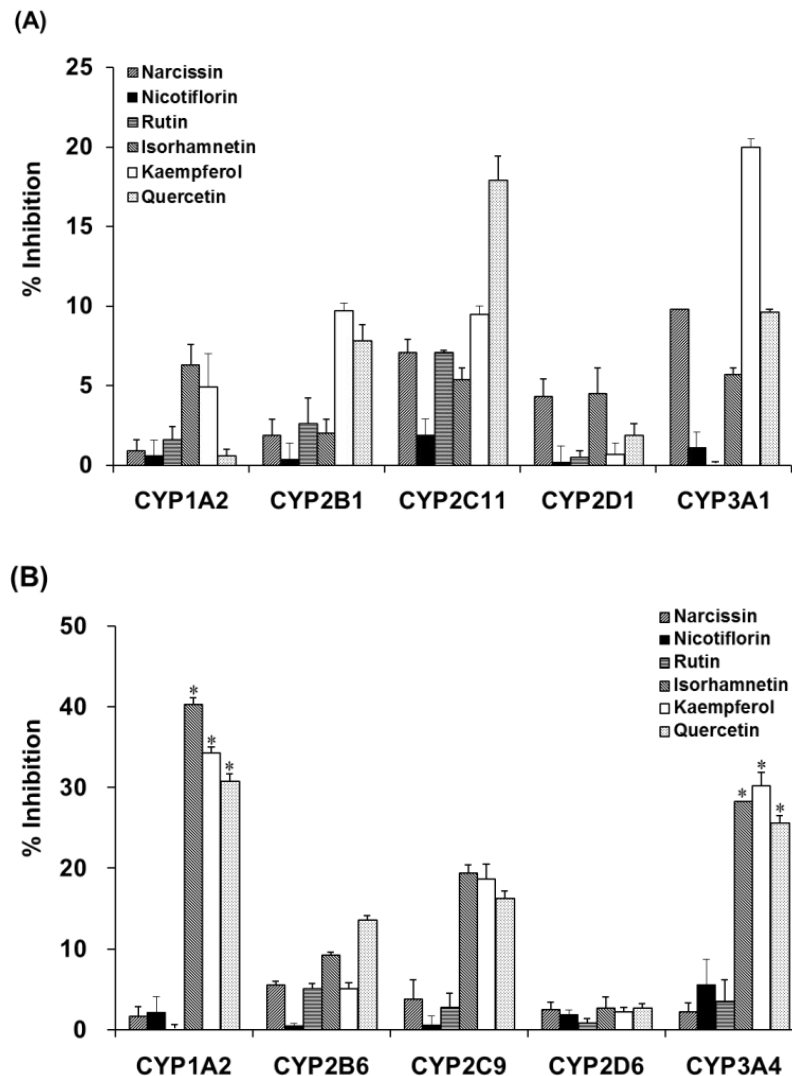 (A)
25
20
15
10
5
0
% Inhibition
Narcissin
Nicotiflorin
Rutin
Isorhamnetin
Kaempferol
Quercetin
CYP1A2 CYP2B1 CYP2C11 CYP2D1 CYP3A1
(B)
50
40
30
20
10
0
% Inhibition
Narcissin
Nicotiflorin
Rutin
Isorhamnetin
Kaempferol
Quercetin
* * * * * *
CYP1A2 CYP2B6 CYP2C9 CYP2D6 CYP3A4